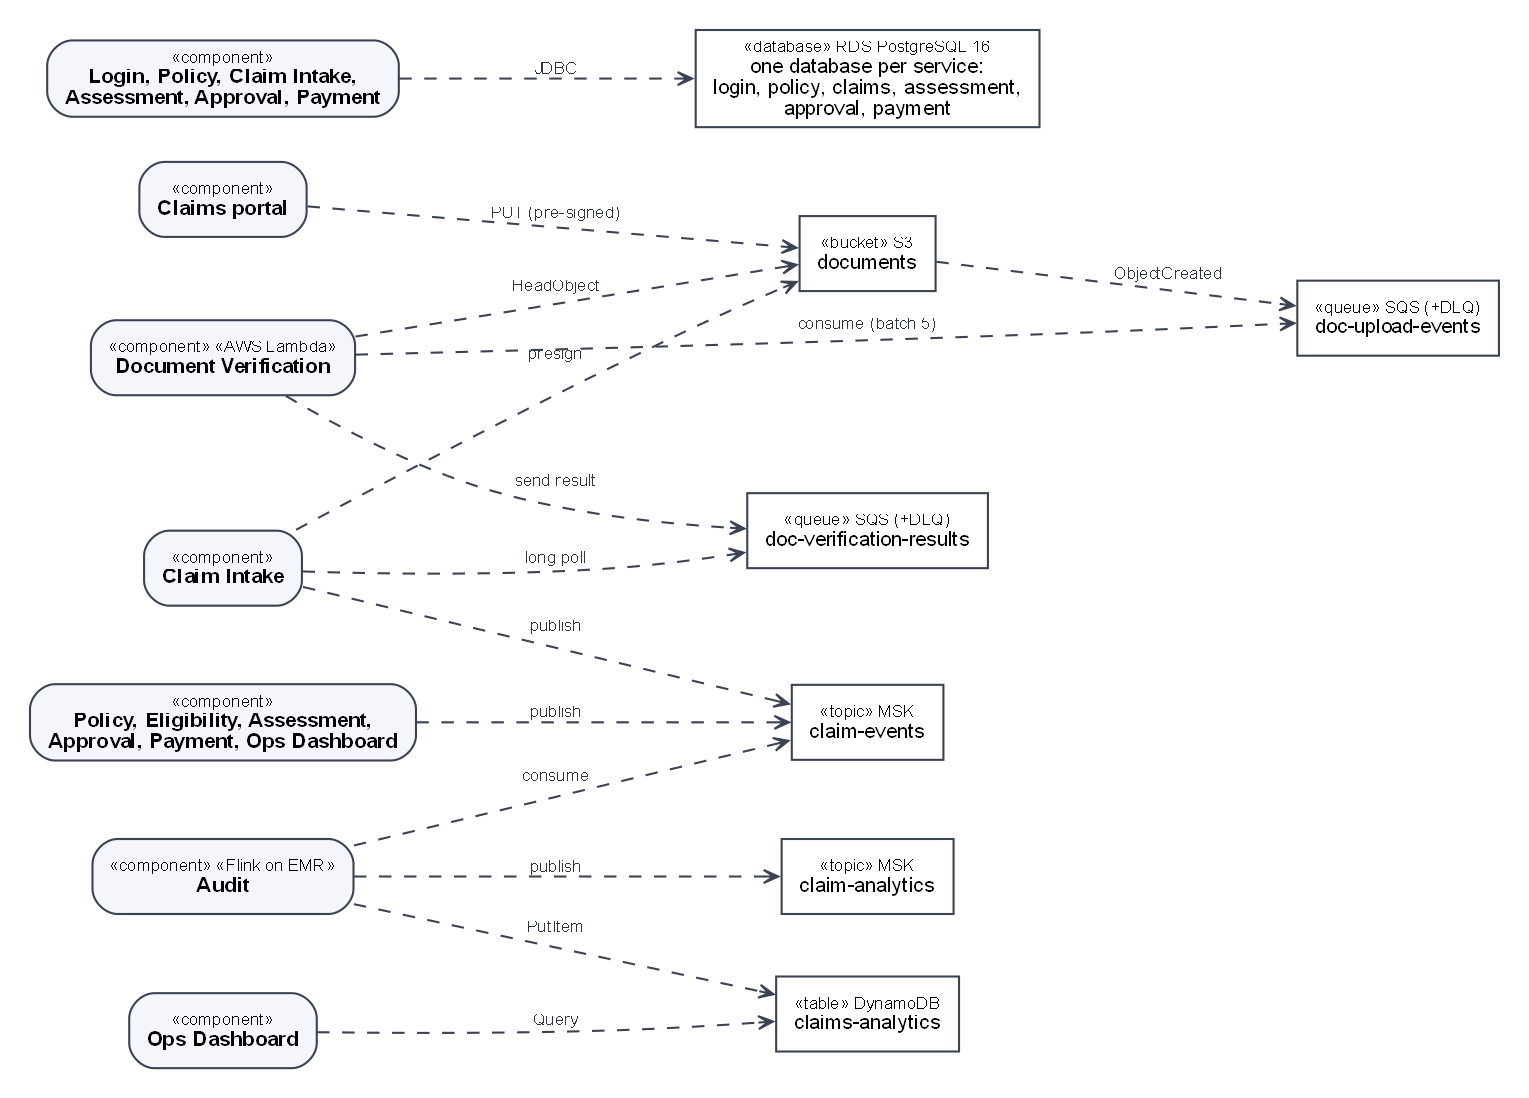 «component»
Login, Policy, Claim Intake,
Assessment, Approval, Payment
JDBC
«database» RDS PostgreSQL 16
one database per service:
login, policy, claims, assessment,
approval, payment
«component»
Claims portal
PUT (pre-signed)
«bucket» S3
documents
ObjectCreated
«queue» SQS (+DLQ)
doc-upload-events
HeadObject
consume (batch 5)
«component» «AWS Lambda»
Document Verification
presign
send result
«queue» SQS (+DLQ)
doc-verification-results
«component»
Claim Intake
long poll
publish
«component»
Policy, Eligibility, Assessment,
Approval, Payment, Ops Dashboard
publish
«topic» MSK
claim-events
consume
«component» «Flink on EMR»
Audit
publish
«topic» MSK
claim-analytics
PutItem
«table» DynamoDB
claims-analytics
«component»
Ops Dashboard
Query